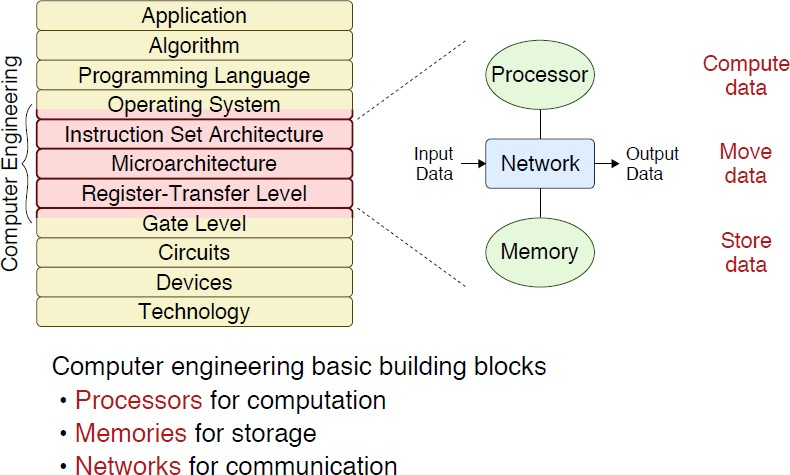 Computer Engineering
Application
Algorithm
Programming Language
Operating System
Instruction Set Architecture
Microarchitecture
Register-Transfer Level
Gate Level
Circuits
Devices
Technology
Processor
Input
Data
Network
Output
Data
Memory
Compute
data
Move
data
Store
data
Computer engineering basic building blocks
• Processors for computation
• Memories for storage
• Networks for communication